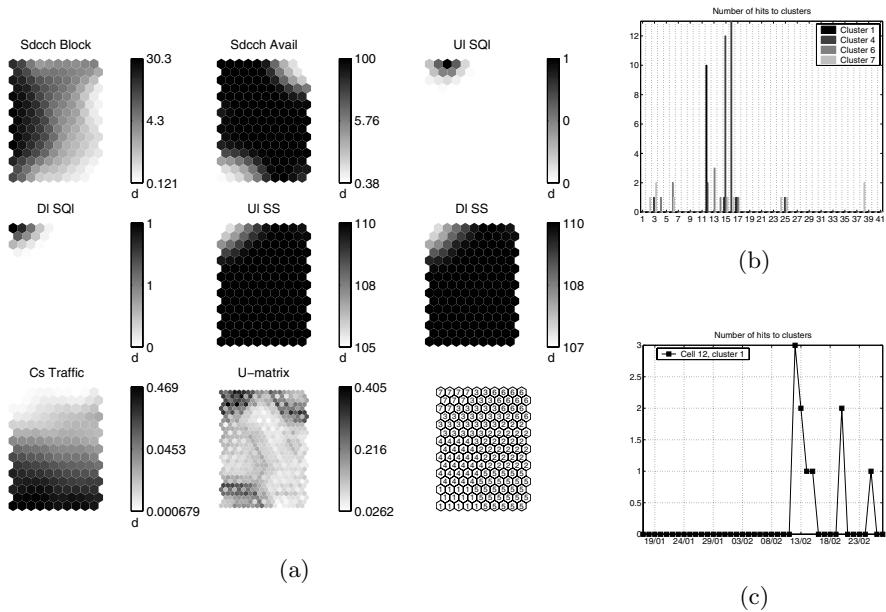 Sdcch Block
30.3
4.3
0.121
d
Sdcch Avail
100
5.76
0.38
d
Ul SQI
1
0
0
d
Dl SQI
1
1
0
d
Ul SS
110
108
105
d
Dl SS
110
108
107
d
Cs Traffic
0.469
0.0453
0.000679
d
U-matrix
0.405
0.216
0.0262
(a)
Number of hits to clusters
Cluster 1
Cluster 4
Cluster 6
Cluster 7
12
10
8
6
4
2
0
1 3 5 7 9 11 13 15 17 19 21 23 25 27 29 31 33 35 37 39 41
(b)
Number of hits to clusters
Cell 12, cluster 1
3
2.5
2
1.5
1
0.5
0
19/01 24/01 29/01 03/02 08/02 13/02 18/02 23/02
(c)